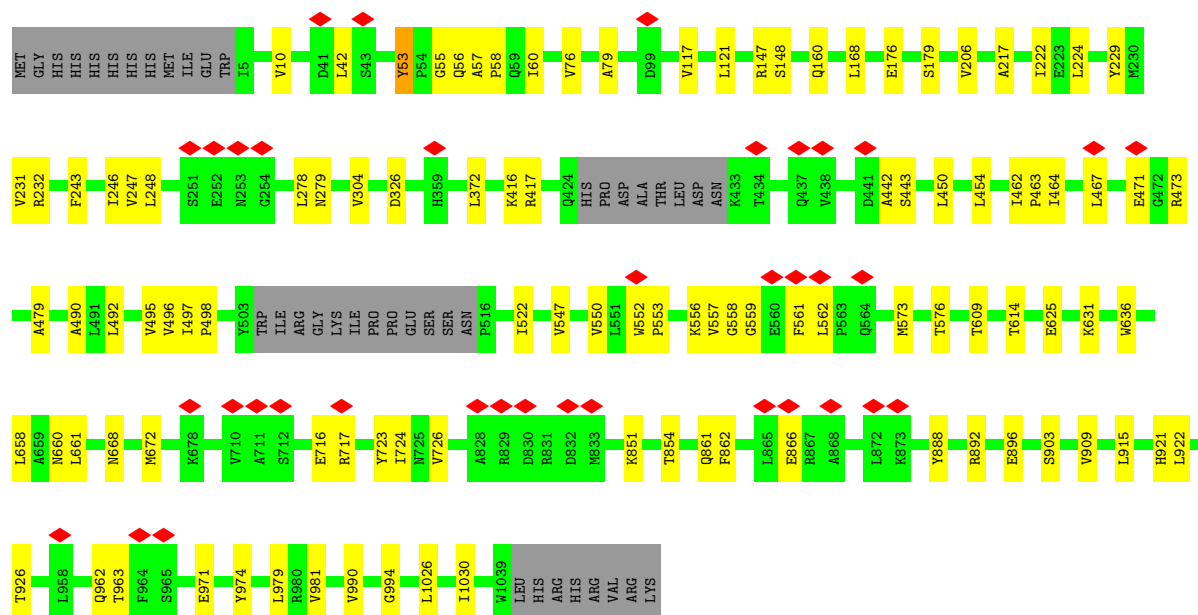 MET GLY HIS HIS HIS HIS HIS HIS MET ILE GLU TRP I5 V10 D41 L42 S43 Y53 P54 G55 Q56 A57 P58 Q59 I60 V76 A79 D99 V117 L121 R147 S148 Q160 L168 E176 S179 V206 A217 I222 E223 L224 Y229 M230
V231 R232 F243 I246 V247 L248 S251 E252 N253 G254 L278 N279 V304 D326 H359 L372 K416 R417 Q424 HIS PRO ASP ALA THR LEU ASP ASN K433 T434 Q437 V438 D441 A442 S443 L450 L454 I462 P463 I464 L467 E471 G472 R473
A479 A490 L491 L492 V495 V496 I497 P498 Y503 TRP ILE ARG GLY LYS ILE PRO PRO GLU SER SER ASN P516 I522 V547 V550 L551 W552 P553 K556 V557 G558 G559 E560 F561 L562 P563 Q564 M573 T576 T609 T614 E625 K631 W636
L658 A659 N660 L661 N668 M672 K678 V710 A711 S712 E716 R717 Y723 I724 N725 V726 A828 R829 D830 R831 D832 M833 K851 T854 Q861 F862 L865 E866 R867 A868 L872 K873 Y888 R892 E896 S903 V909 L915 H921 L922
T926 L958 Q962 T963 F964 S965 E971 Y974 L979 R980 V981 V990 G994 L1026 I1030 W1039 LEU HIS ARG HIS ARG VAL ARG LYS